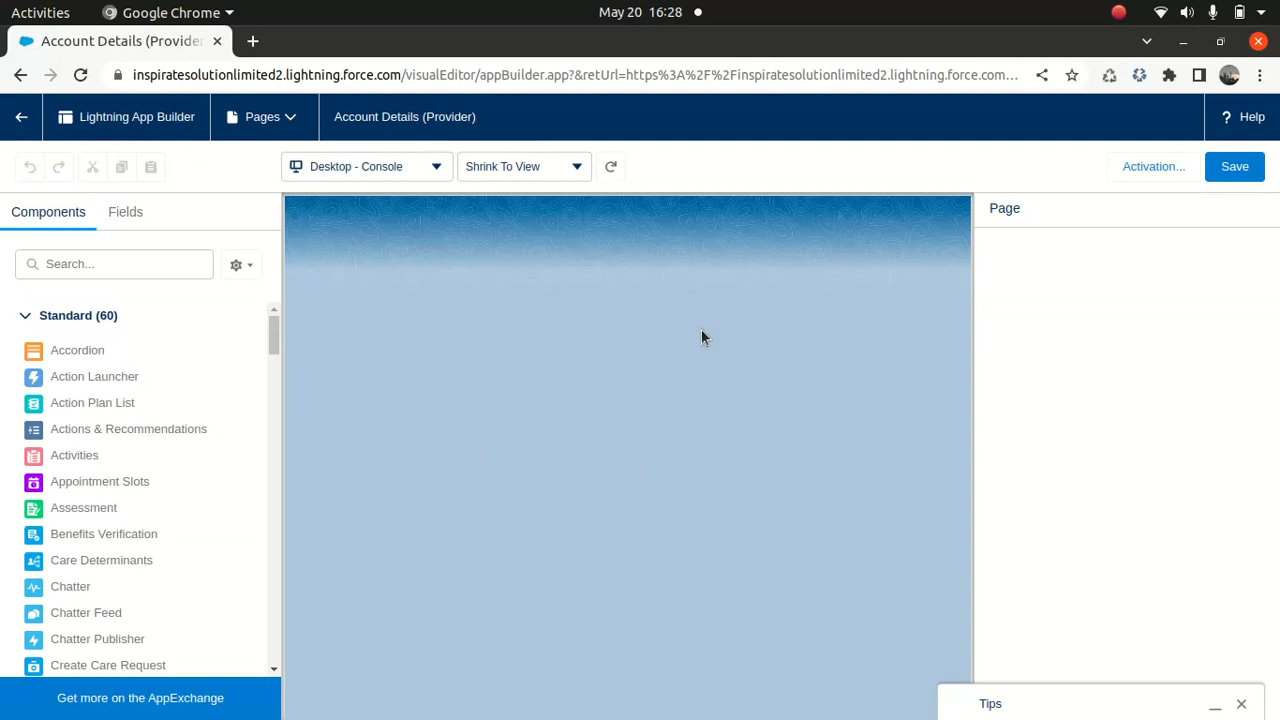 Activities Google Chrome May 20 16:28
Account Details (Provider
inspiratesolutionlimited2.lightning.force.com/visualEditor/appBuilder.app?&retUrl=https%3A%2F%2Finspiratesolutionlimited2.lightning.force.com...
Lightning App Builder Pages Account Details (Provider) ? Help
Desktop - Console Shrink To View Activation... Save
Components Fields Page
Search...
Standard (60)
Accordion
Action Launcher
Action Plan List
Actions & Recommendations
Activities
Appointment Slots
Assessment
Benefits Verification
Care Determinants
Chatter
Chatter Feed
Chatter Publisher
Create Care Request
Get more on the AppExchange Tips